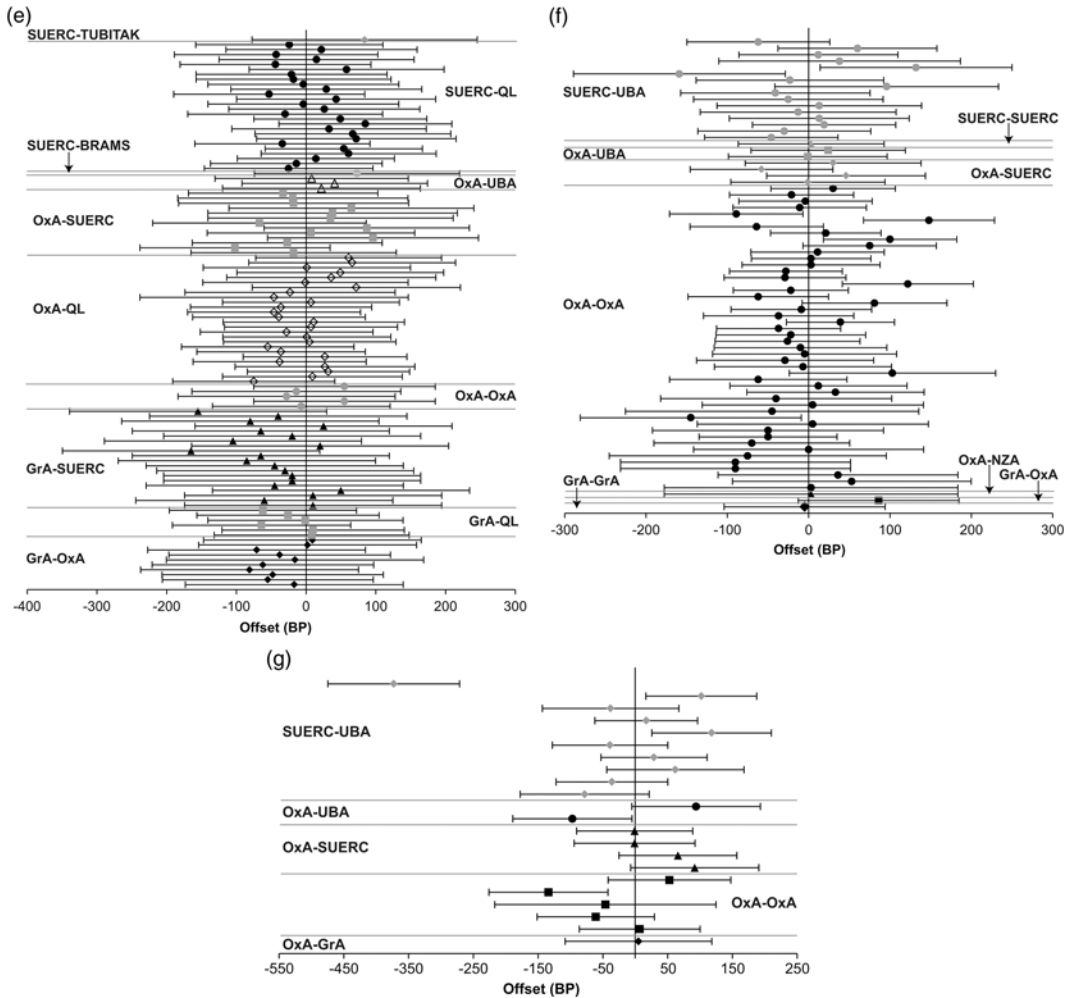 (e)
SUERC-TUBITAK
SUERC-QL
SUERC-BRAMS
OxA-UBA
OxA-SUERC
OxA-QL
OxA-OxA
GrA-SUERC
GrA-QL
GrA-OxA
-400 -300 -200 -100 0 100 200 300
Offset (BP)
(f)
SUERC-UBA
SUERC-SUERC
OxA-UBA
OxA-SUERC
OxA-OxA
OxA-NZA
GrA-GrA
GrA-OxA
-300 -200 -100 0 100 200 300
Offset (BP)
(g)
SUERC-UBA
OxA-UBA
OxA-SUERC
OxA-OxA
OxA-GrA
-550 -450 -350 -250 -150 -50 50 150 250
Offset (BP)